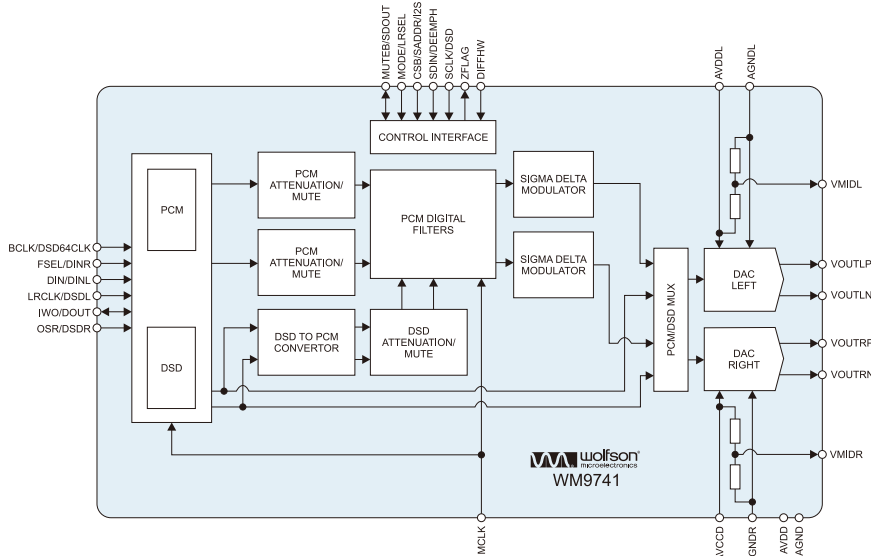 MUTEB/SDOUT
MODE/LRSEL
CSB/SADDR/I2S
SDIN/DEEMPH
SCLK/DSD
ZFLAG
DIFFHW
AVDDL
AGNDL
CONTROL INTERFACE
PCM
PCM
ATTENUATION/
MUTE
PCM DIGITAL
FILTERS
SIGMA DELTA
MODULATOR
VMIDL
BCLK/DSD64CLK
FSEL/DINR
DIN/DINL
LRCLK/DSDL
IWO/DOUT
OSR/DSDR
PCM
ATTENUATION/
MUTE
SIGMA DELTA
MODULATOR
PCM/DSD MUX
DAC
LEFT
VOUTLP
VOUTLN
DSD
DSD TO PCM
CONVERTOR
DSD
ATTENUATION/
MUTE
DAC
RIGHT
VOUTRP
VOUTRN
wolfson®
microelectronics
WM9741
VMIDR
MCLK
AVCCD
GNDR
AVDD
AGND